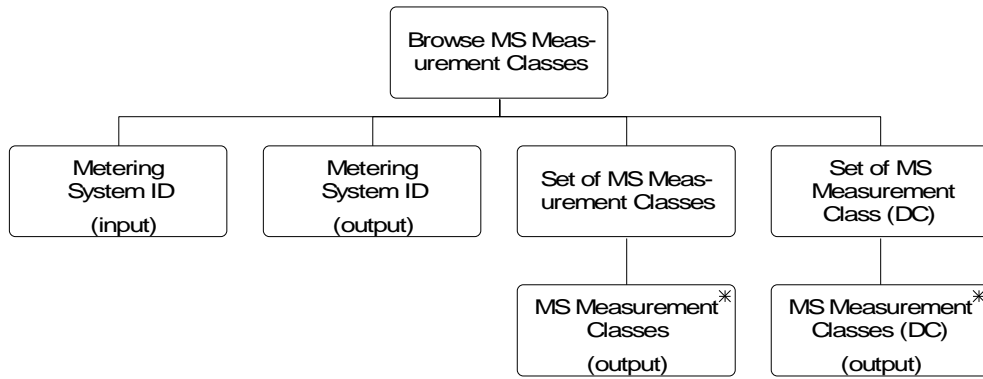 Browse MS Meas-
urement Classes
Metering
System ID
(input)
Metering
System ID
(output)
Set of MS Meas-
urement Classes
Set of MS
Measurement
Class (DC)
MS Measurement *
Classes
(output)
MS Measurement *
Classes (DC)
(output)